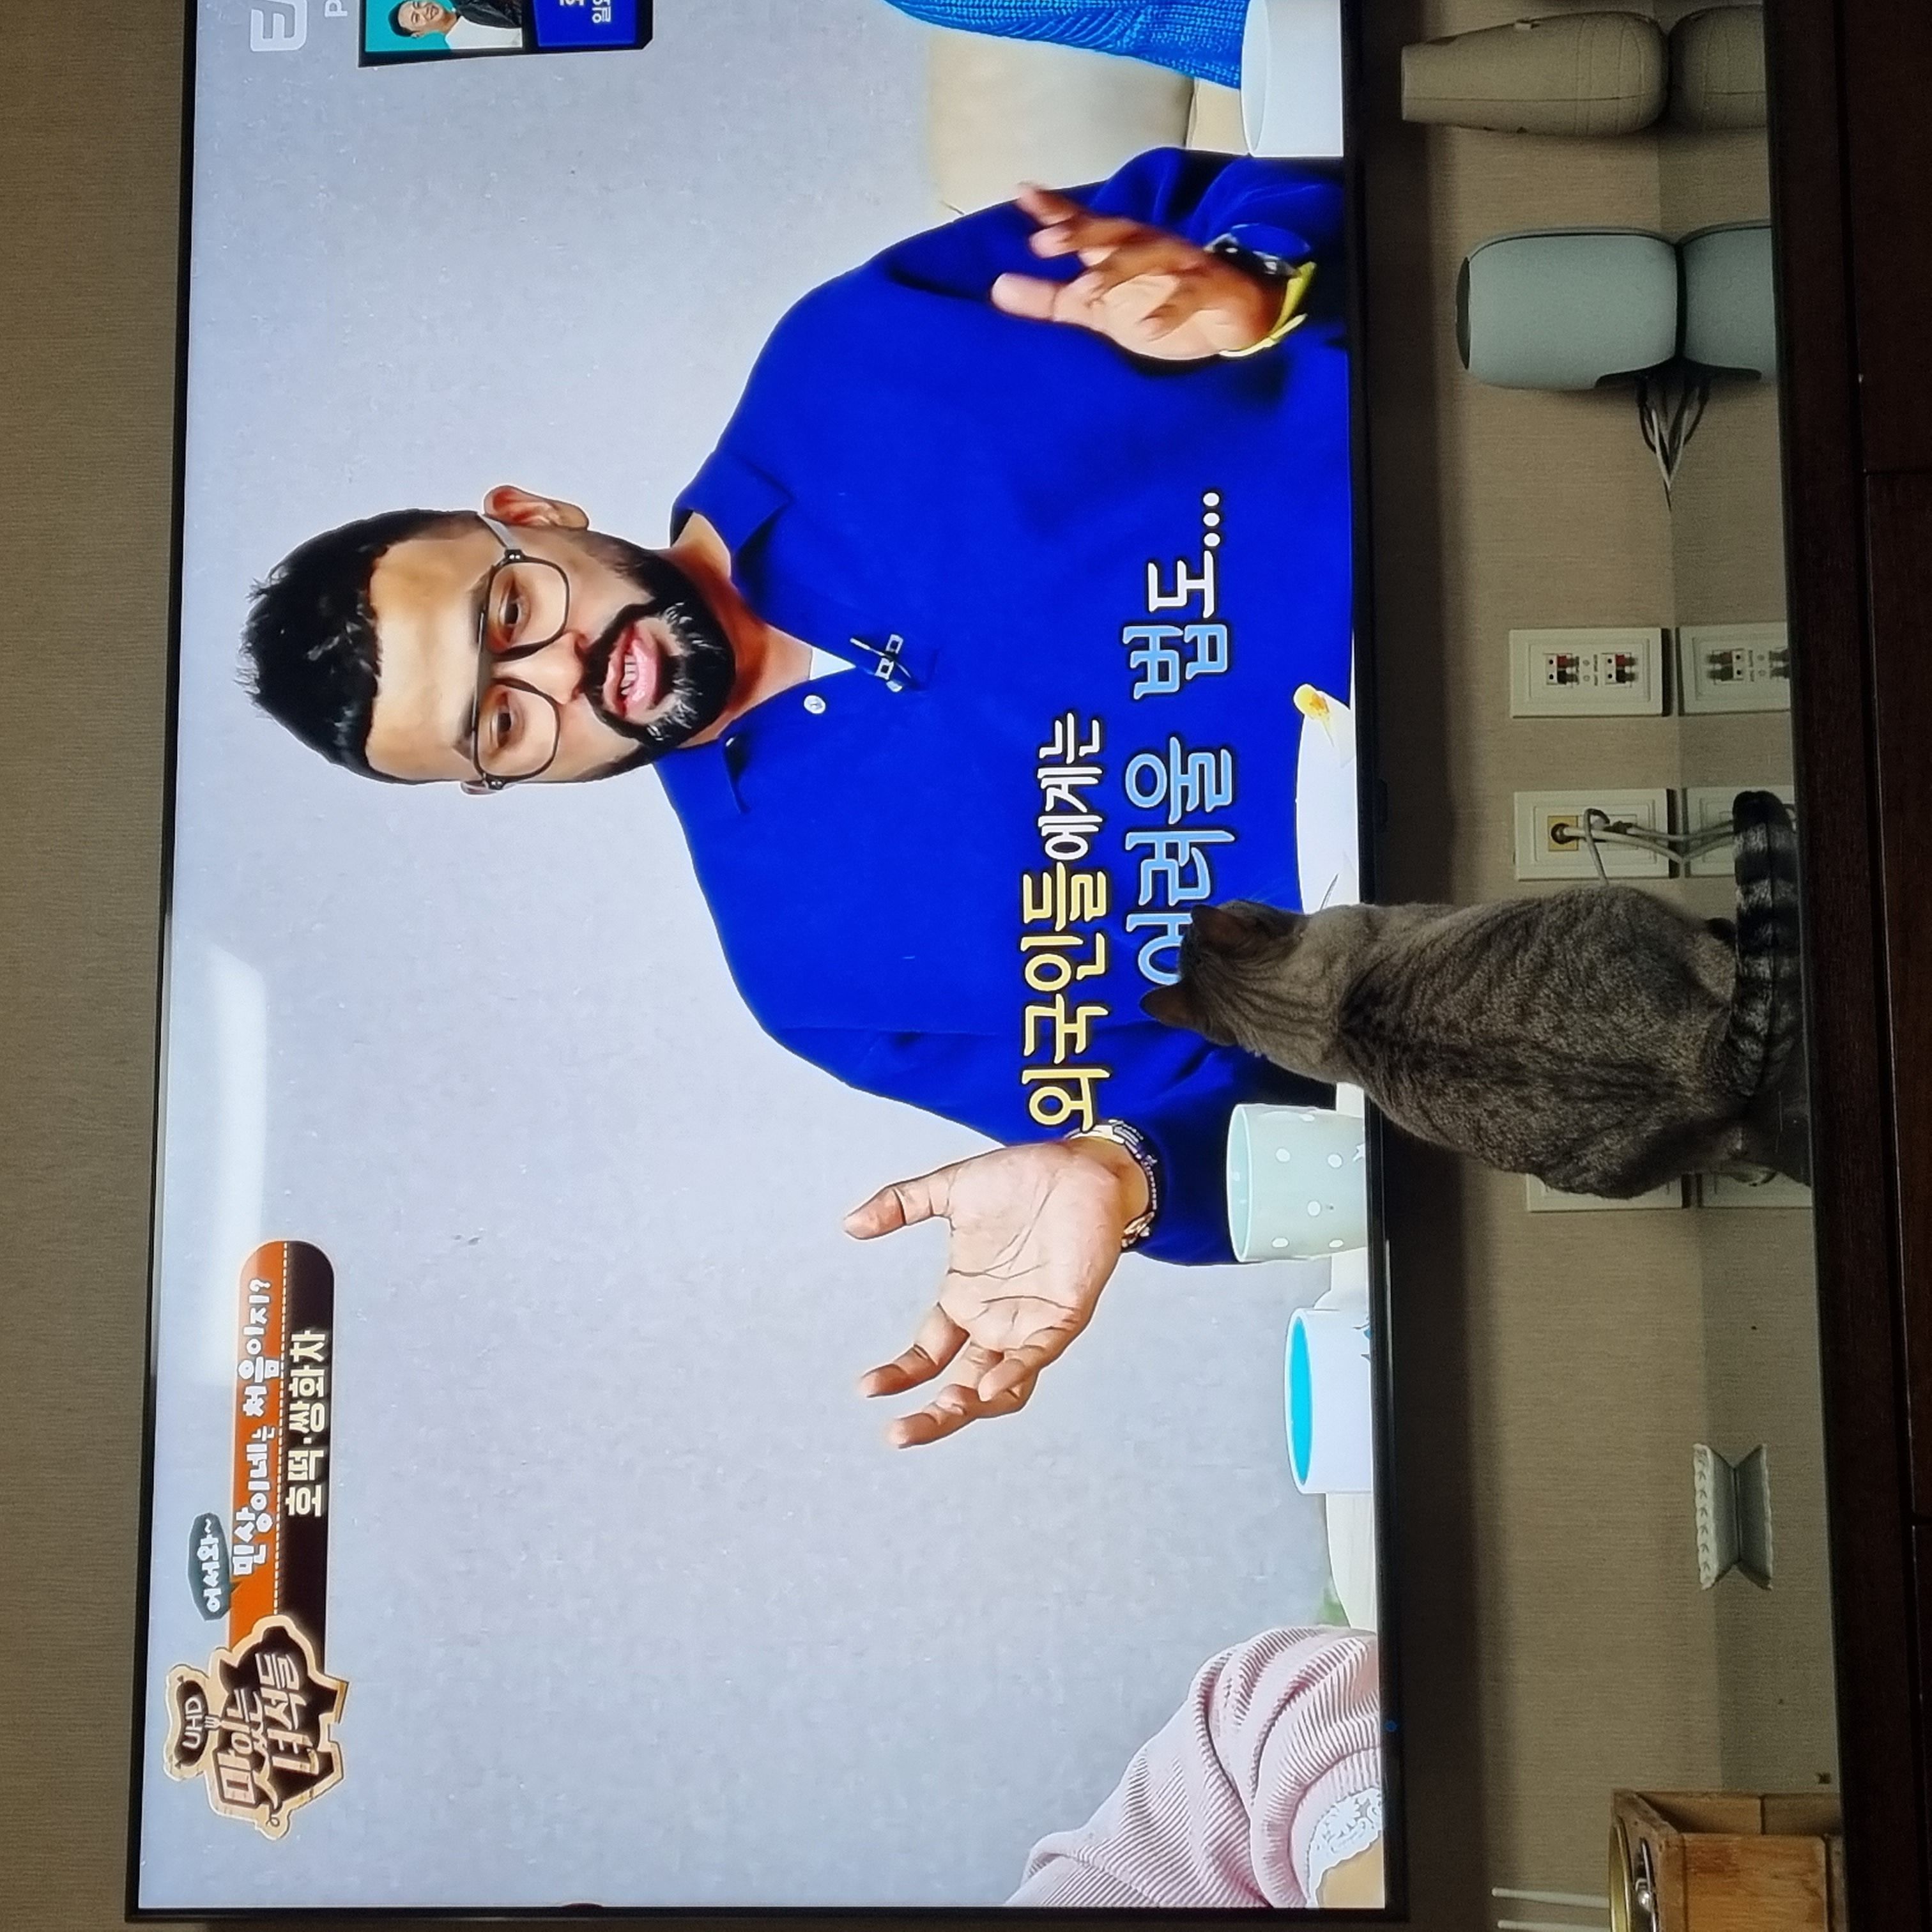 UHD
맛있는
녀석들
어서와~
민상이네는 처음이지?
호떡·쌍화차
외국인들에게는
어려울 법도...